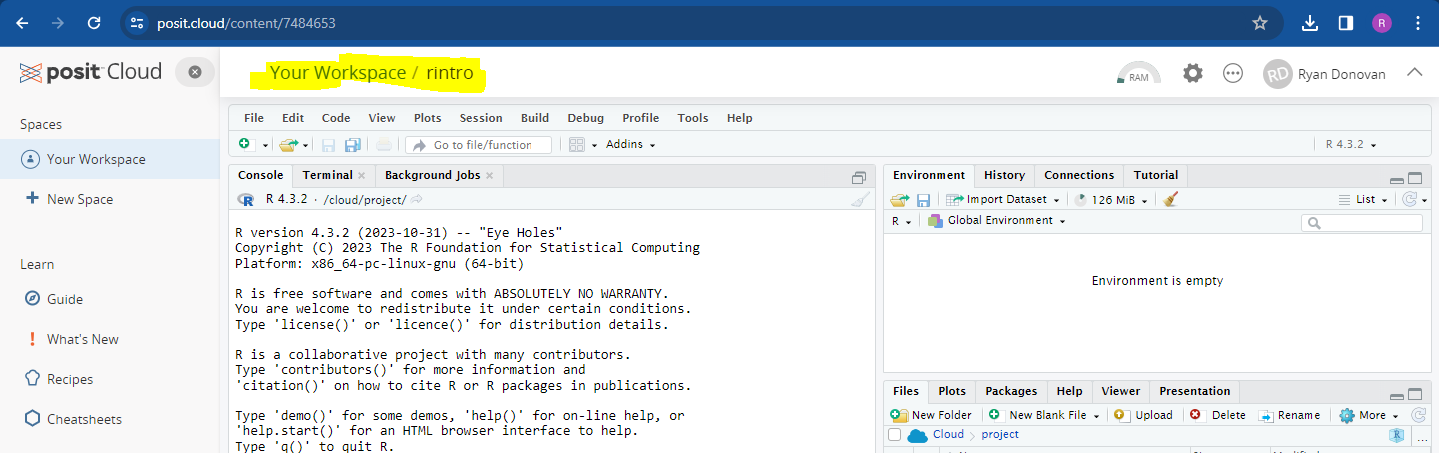 posit.cloud/content/7484653
R
posit Cloud
Your Workspace / rintro
RAM
RD
Ryan Donovan
Spaces
Your Workspace
New Space
Learn
Guide
What's New
Recipes
Cheatsheets
File Edit Code View Plots Session Build Debug Profile Tools Help
Go to file/function
Addins
R 4.3.2
Console Terminal Background Jobs
R 4.3.2 · /cloud/project/
R version 4.3.2 (2023-10-31) -- "Eye Holes"
Copyright (C) 2023 The R Foundation for Statistical Computing
Platform: x86_64-pc-linux-gnu (64-bit)
R is free software and comes with ABSOLUTELY NO WARRANTY.
You are welcome to redistribute it under certain conditions.
Type 'license()' or 'licence()' for distribution details.
R is a collaborative project with many contributors.
Type 'contributors()' for more information and
'citation()' on how to cite R or R packages in publications.
Type 'demo()' for some demos, 'help()' for on-line help, or
'help.start()' for an HTML browser interface to help.
Type 'q()' to quit R.
Environment History Connections Tutorial
Import Dataset 126 MiB List
R Global Environment
Environment is empty
Files Plots Packages Help Viewer Presentation
New Folder New Blank File Upload Delete Rename More
Cloud project R ...